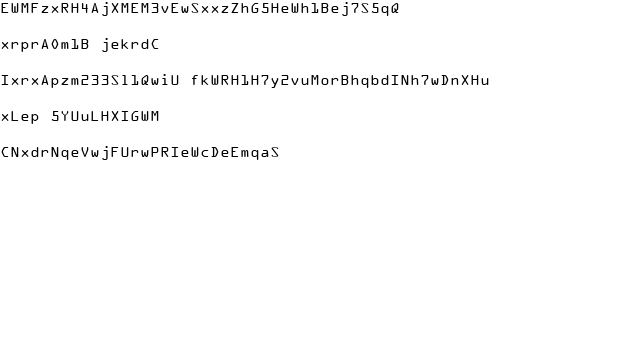 EWMFzxRH4AjXMEM3vEwSxxzZhG5HeWh1Bej7S5qQ
xrprA0m1B jekrdC
IxrxApzm233S11QwiU fkWRH1H7y2vuMorBhqbdINh7wDnXHu
xLep 5YUuLHXIGWM
CNxdrNqeVwjFUrwPRIeWcDeEmqaS